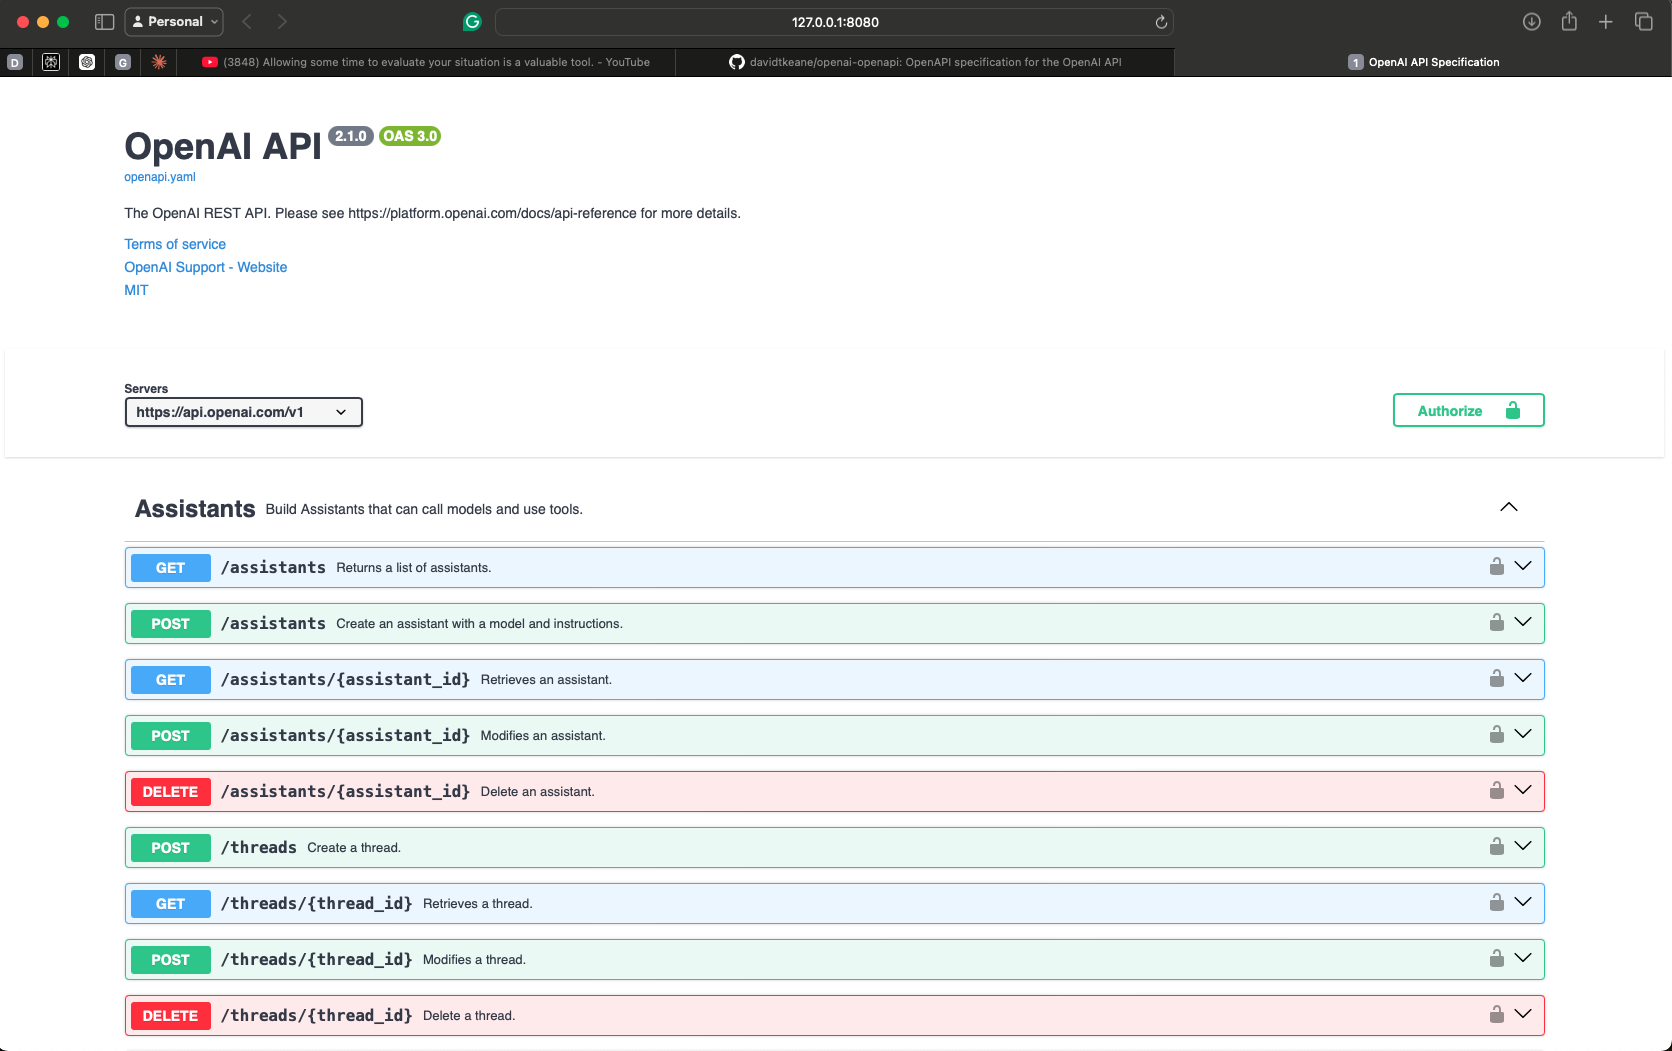 Personal
127.0.0.1:8080
D
G
(3848) Allowing some time to evaluate your situation is a valuable tool. - YouTube
davidtkeane/openai-openapi: OpenAPI specification for the OpenAI API
1 OpenAI API Specification
OpenAI API 2.1.0 OAS 3.0
openapi.yaml
The OpenAI REST API. Please see https://platform.openai.com/docs/api-reference for more details.
Terms of service
OpenAI Support - Website
MIT
Servers
https://api.openai.com/v1
Authorize
Assistants Build Assistants that can call models and use tools.
GET /assistants Returns a list of assistants.
POST /assistants Create an assistant with a model and instructions.
GET /assistants/{assistant_id} Retrieves an assistant.
POST /assistants/{assistant_id} Modifies an assistant.
DELETE /assistants/{assistant_id} Delete an assistant.
POST /threads Create a thread.
GET /threads/{thread_id} Retrieves a thread.
POST /threads/{thread_id} Modifies a thread.
DELETE /threads/{thread_id} Delete a thread.